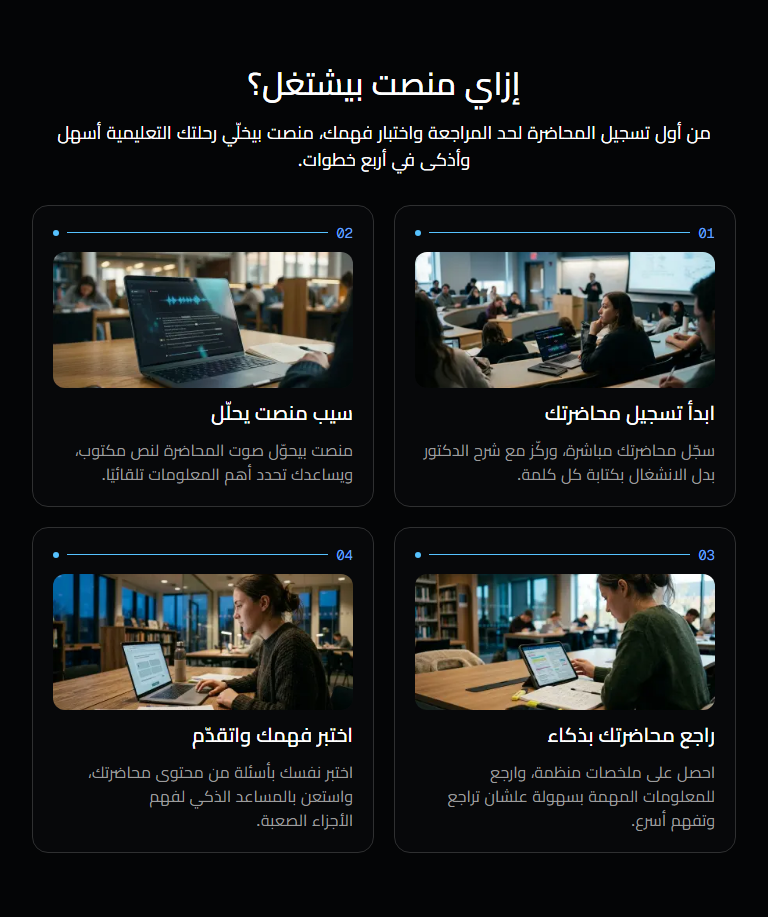 إزاي منصت بيشتغل؟
من أول تسجيل المحاضرة لحد المراجعة واختبار فهمك، منصت بيخلّي رحلتك التعليمية أسهل
وأذكى في أربع خطوات.
01
ابدأ تسجيل محاضرتك
سجّل محاضرتك مباشرة، وركّز مع شرح الدكتور
بدل الانشغال بكتابة كل كلمة.
02
سيب منصت يحلّل
منصت بيحوّل صوت المحاضرة لنص مكتوب،
ويساعدك تحدد أهم المعلومات تلقائيًا.
03
راجع محاضرتك بذكاء
احصل على ملخصات منظمة، وارجع
للمعلومات المهمة بسهولة علشان تراجع
وتفهم أسرع.
04
اختبر فهمك واتقدّم
اختبر نفسك بأسئلة من محتوى محاضرتك،
واستعن بالمساعد الذكي لفهم
الأجزاء الصعبة.